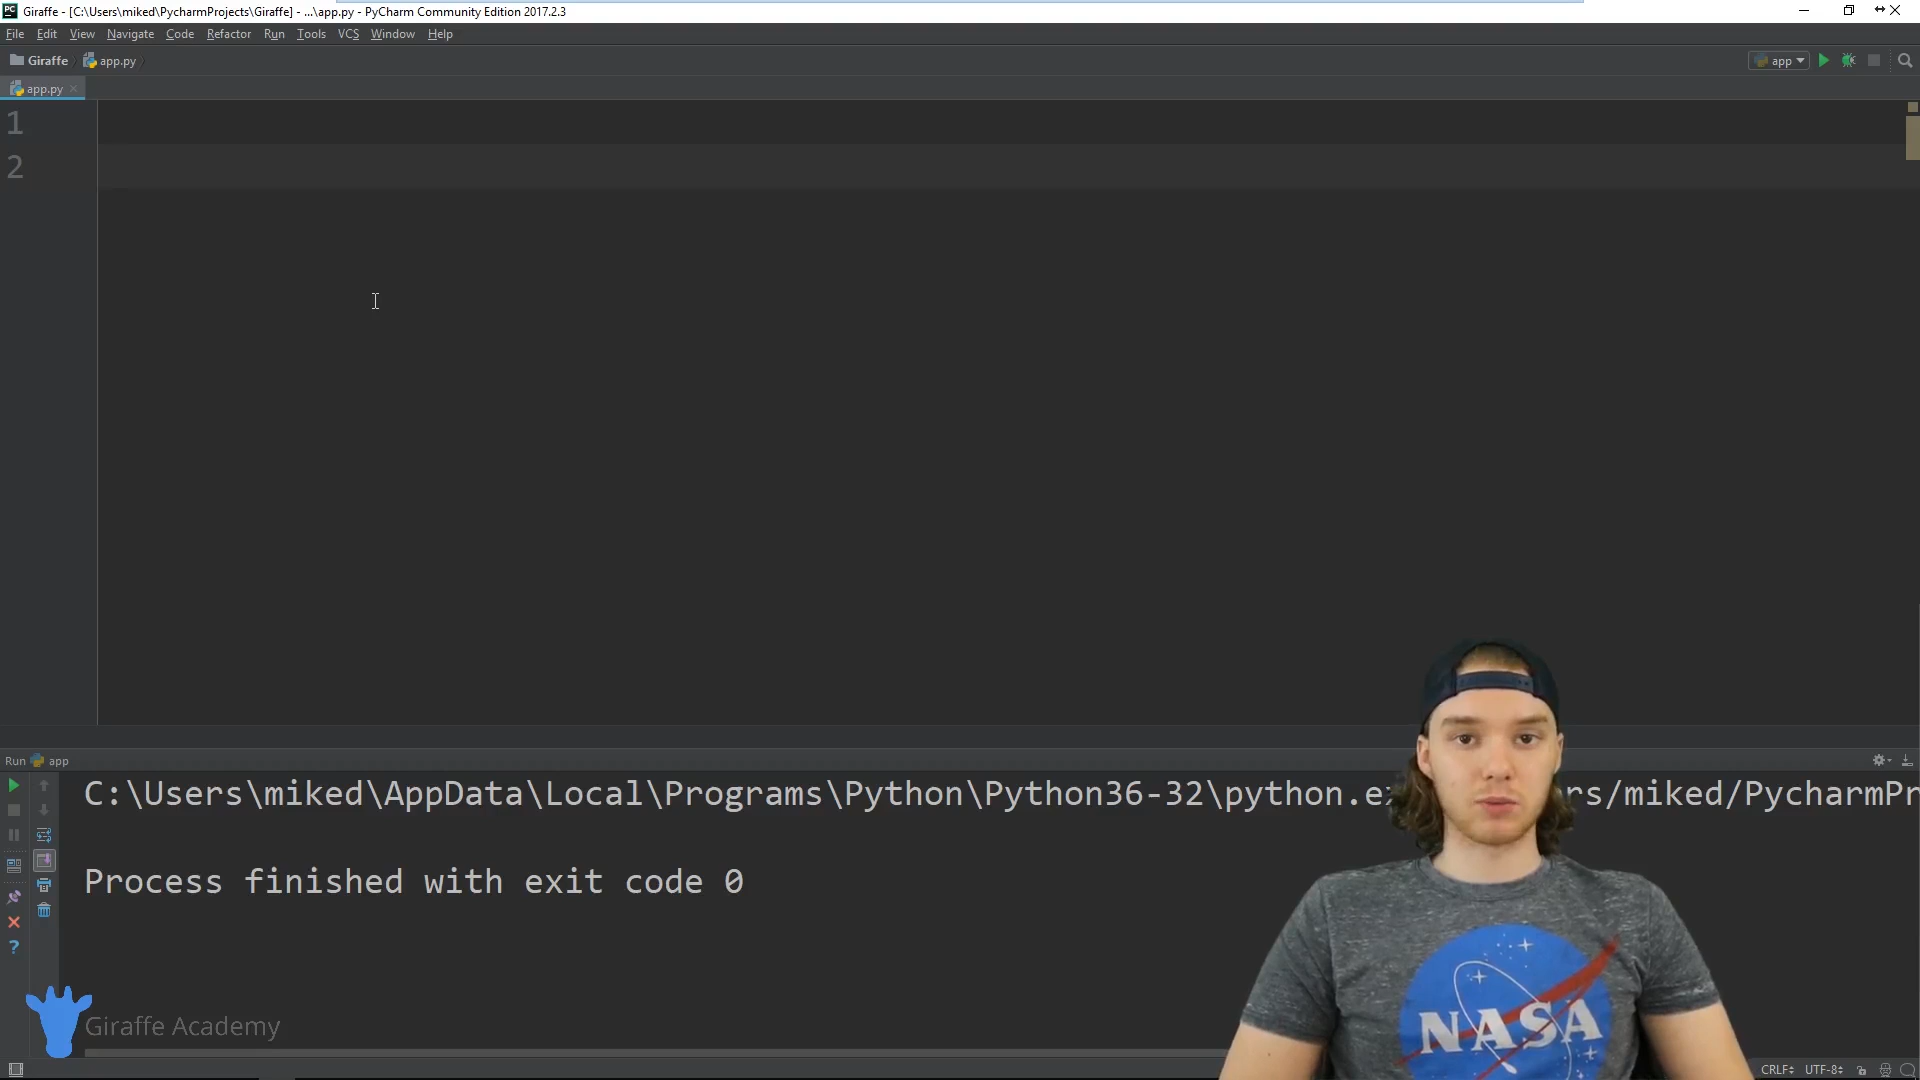 Giraffe - [C:\Users\miked\PycharmProjects\Giraffe] - ...\app.py - PyCharm Community Edition 2017.2.3
File Edit View Navigate Code Refactor Run Tools VCS Window Help
Giraffe app.py
app
app.py
1
2
Run app
C:\Users\miked\AppData\Local\Programs\Python\Python36-32\python.e rs/miked/PycharmPr
Process finished with exit code 0
NASA
Giraffe Academy
CRLF UTF-8